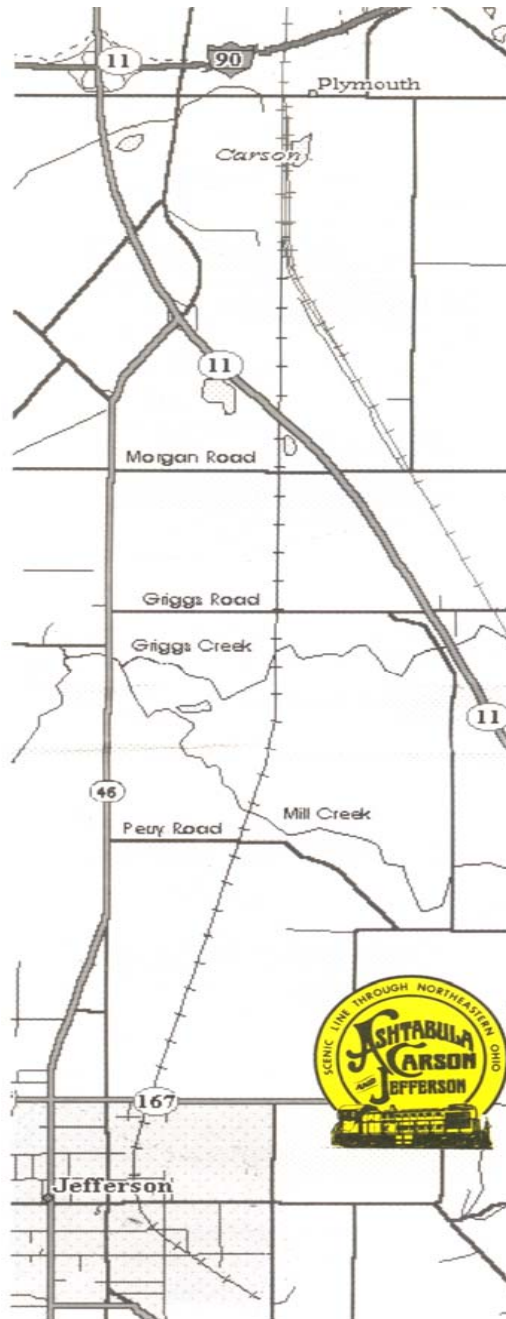 11
90
Plymouth
Carson
11
Morgan Road
Griggs Road
Griggs Creek
11
46
Mill Creek
Peuy Road
SCENIC LINE THROUGH NORTHEASTERN OHIO
ASHTABULA
CARSON
AND
JEFFERSON
167
Jefferson